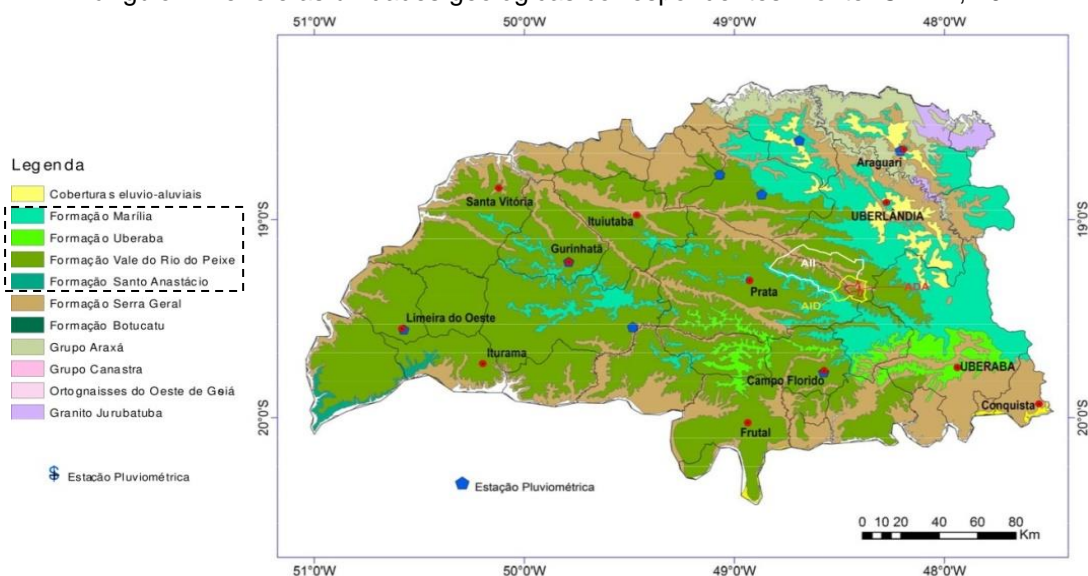 51°0'W 50°0'W 49°0'W 48°0'W
Legenda
Coberturas eluvio-aluviais
Formação Marília
Formação Uberaba
Formação Vale do Rio do Peixe
Formação Santo Anastácio
Formação Serra Geral
Formação Botucatu
Grupo Araxá
Grupo Canastra
Ortognaisses do Oeste de Goiá
Granito Jurubatuba
Estação Pluviométrica
Araguari
Santa Vitória
Ituiutaba
UBERLÂNDIA
19°0'S
19°0'S
Gurinhatã
AII
Prata
ADA
AID
Limeira do Oeste
Iturama
UBERABA
Campo Florido
Conquista
20°0'S
20°0'S
Frutal
Estação Pluviométrica
0 10 20 40 60 80
Km
51°0'W 50°0'W 49°0'W 48°0'W